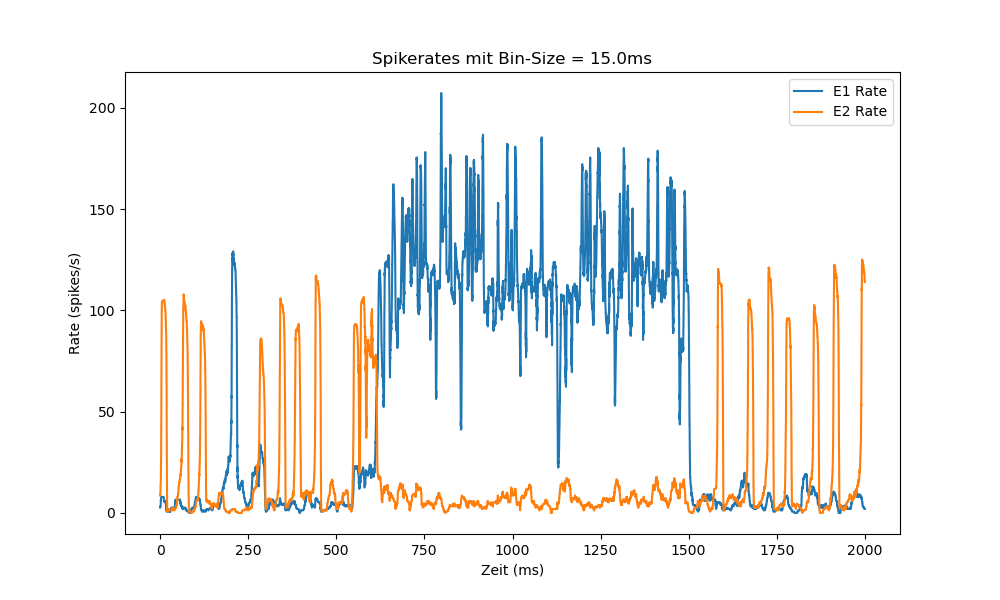 Spikerates mit Bin-Size = 15.0ms
E1 Rate
E2 Rate
Rate (spikes/s)
200
150
100
50
0
0 250 500 750 1000 1250 1500 1750 2000
Zeit (ms)